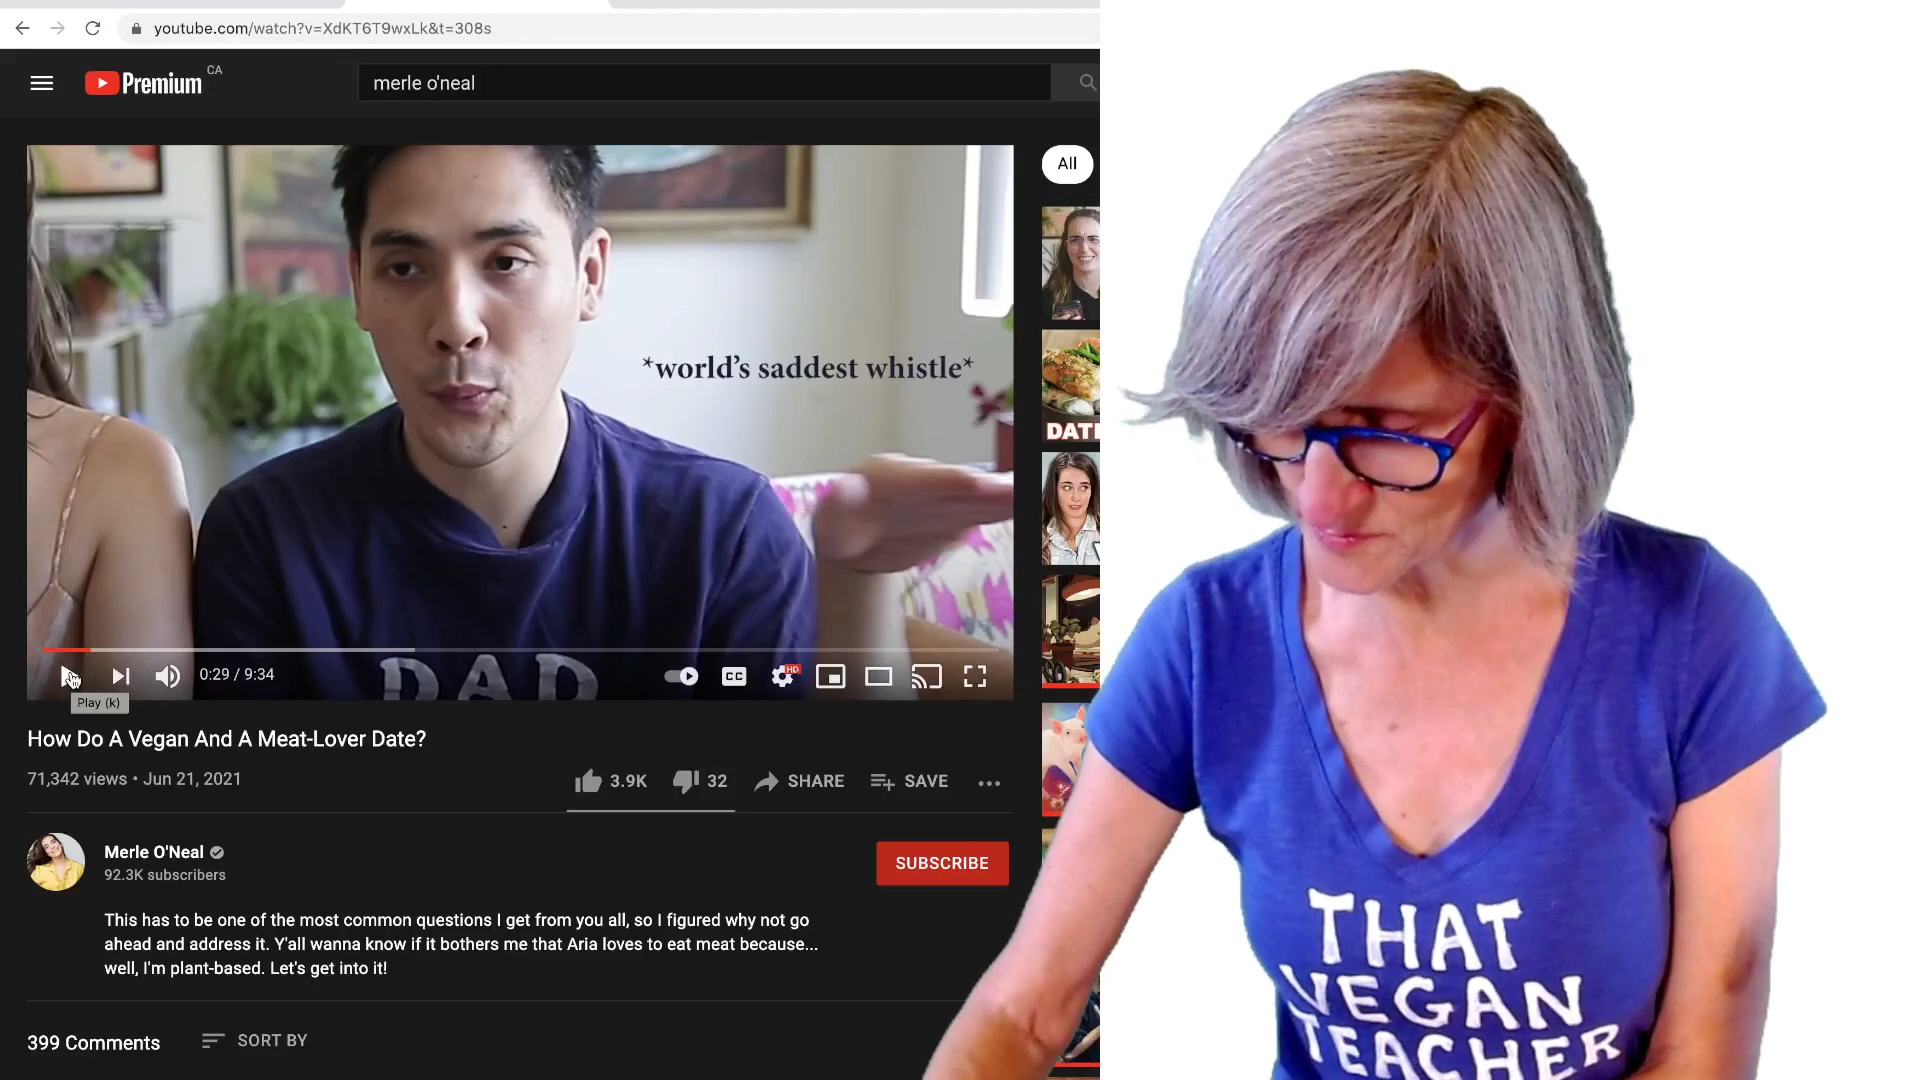 youtube.com/watch?v=XdKT6T9wxLk&t=308s
Premium CA
merle o'neal
All
*world's saddest whistle*
DATE
DAD
0:29 / 9:34
CC
HD
Play (k)
How Do A Vegan And A Meat-Lover Date?
71,342 views • Jun 21, 2021
3.9K
32
SHARE
SAVE
Merle O'Neal
92.3K subscribers
SUBSCRIBE
This has to be one of the most common questions I get from you all, so I figured why not go
ahead and address it. Y'all wanna know if it bothers me that Aria loves to eat meat because...
well, I'm plant-based. Let's get into it!
399 Comments
SORT BY
THAT
VEGAN
TEACHER